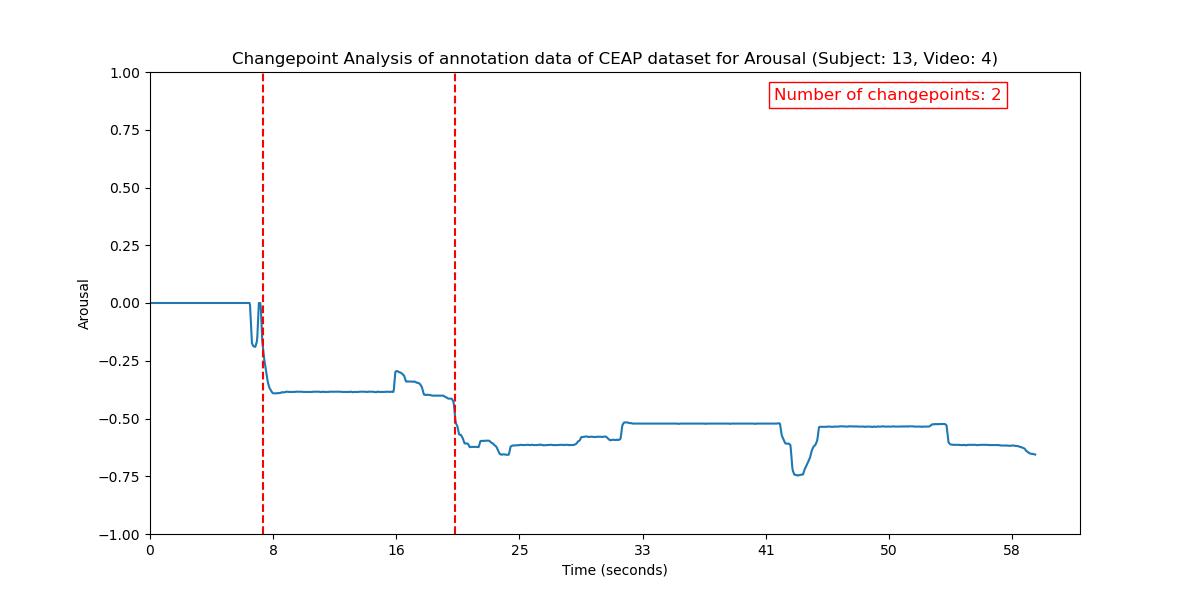 Changepoint Analysis of annotation data of CEAP dataset for Arousal (Subject: 13, Video: 4)
Number of changepoints: 2
1.00
0.75
0.50
0.25
0.00
−0.25
−0.50
−0.75
−1.00
Arousal
0 8 16 25 33 41 50 58
Time (seconds)